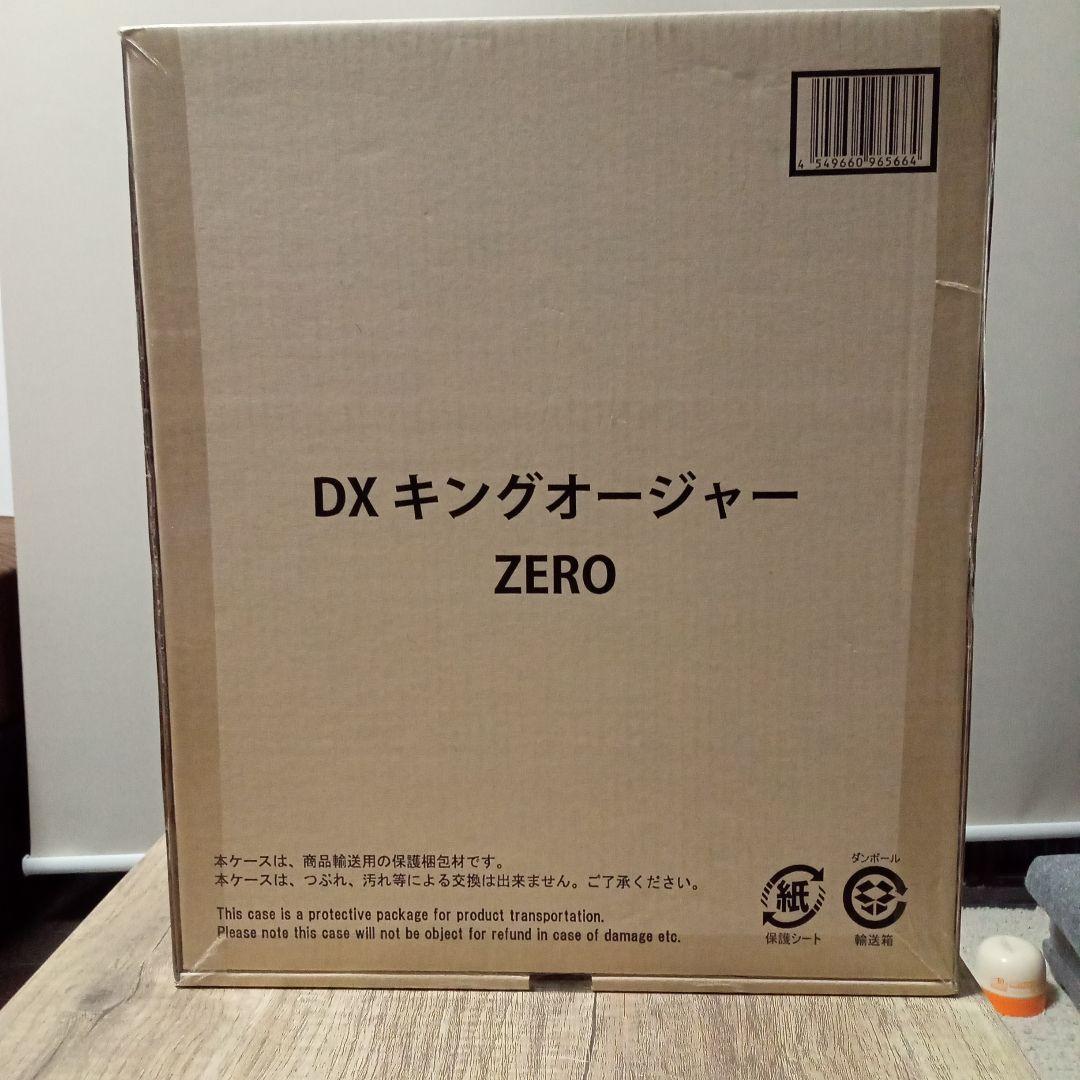 4 549660 965664
DX キングオージャー
ZERO
本ケースは、商品輸送用の保護梱包材です。
本ケースは、つぶれ、汚れ等による交換は出来ません。ご了承ください。
This case is a protective package for product transportation.
Please note this case will not be object for refund in case of damage etc.
紙
保護シート
ダンボール
輸送箱